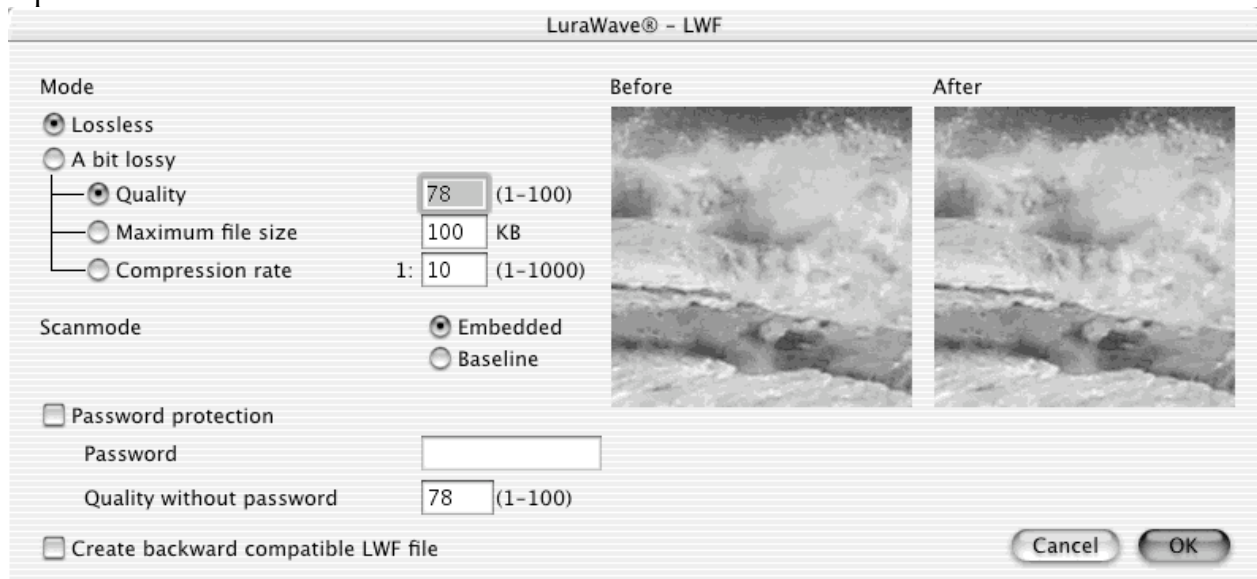 LuraWave® – LWF
Mode
Before
After
Lossless
A bit lossy
Quality 78 (1–100)
Maximum file size 100 KB
Compression rate 1: 10 (1–1000)
Scanmode Embedded
Baseline
Password protection
Password
Quality without password 78 (1–100)
Create backward compatible LWF file
Cancel OK